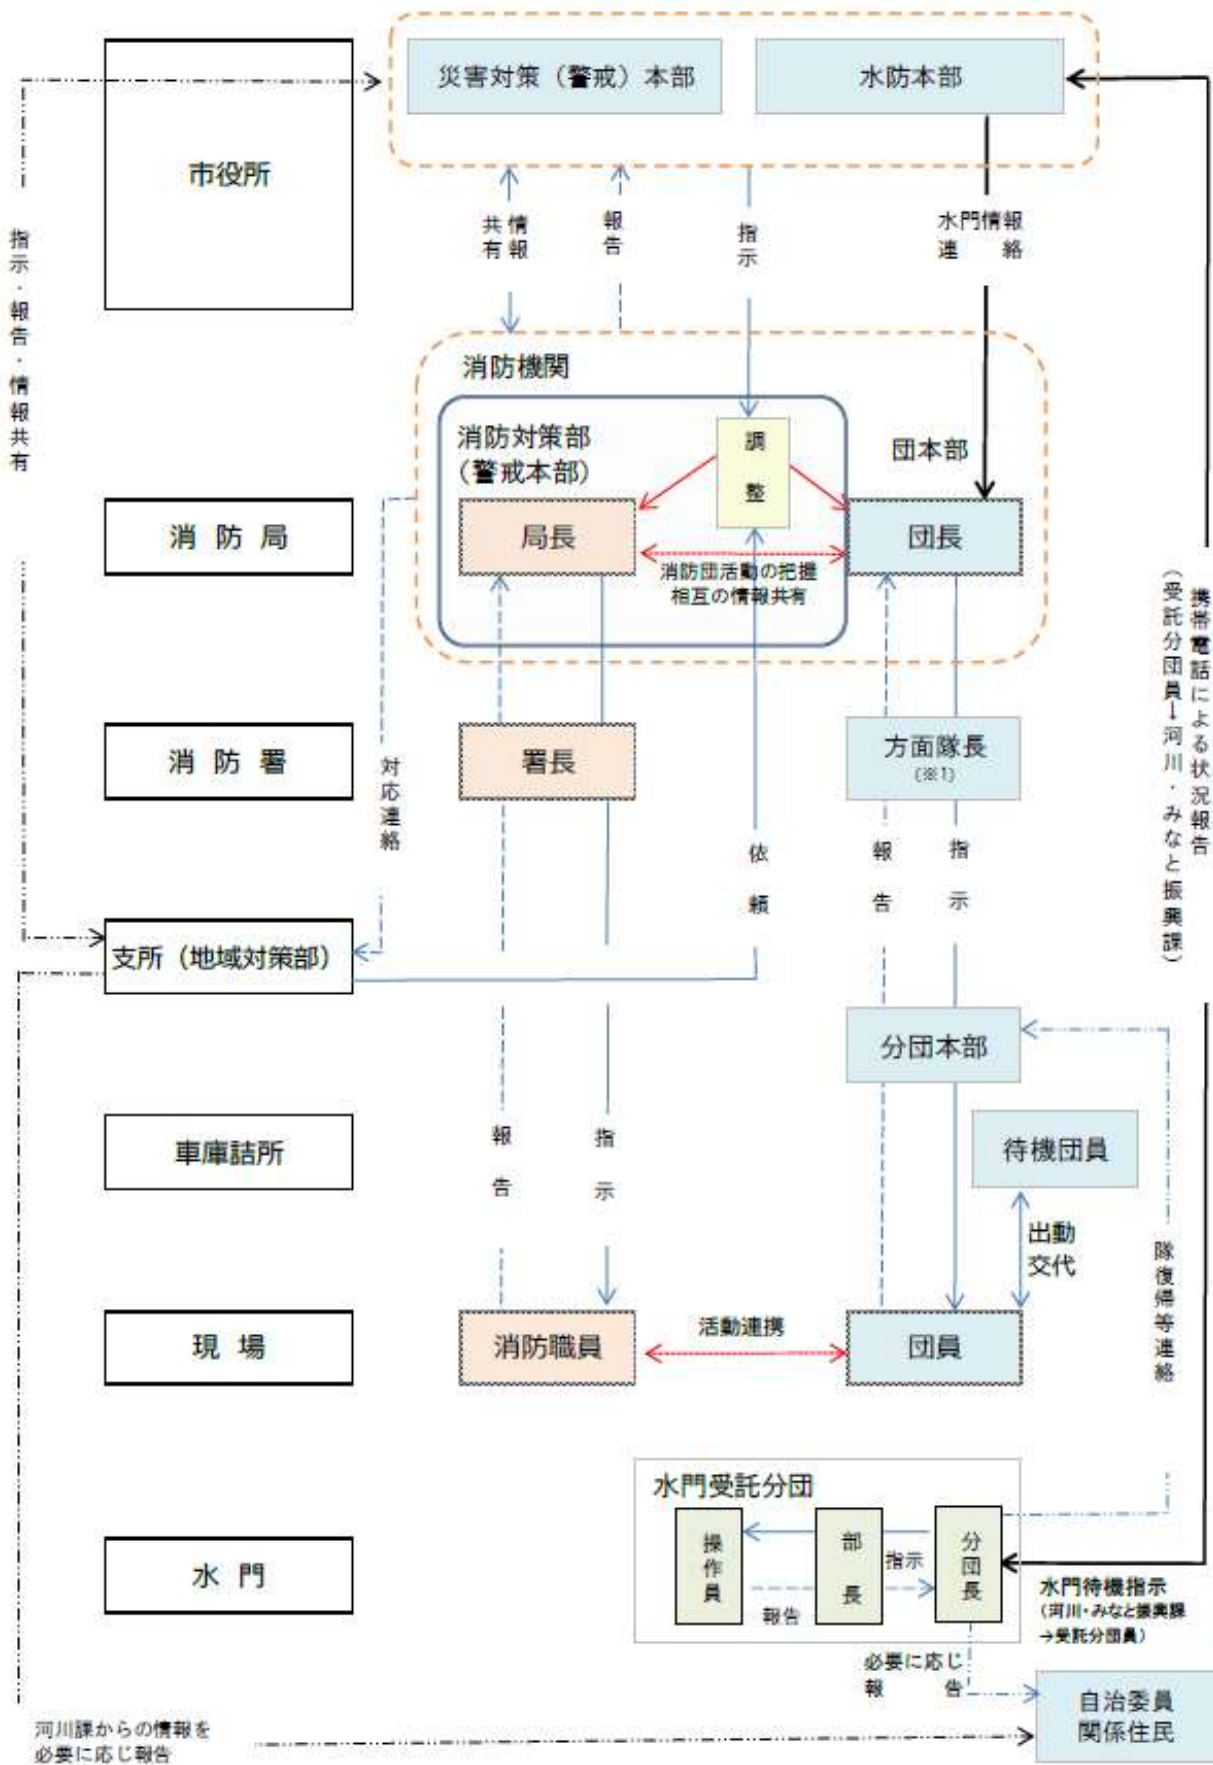 災害対策（警戒）本部
水防本部
市役所
指示・報告・情報共有
情報
共有
報告
指示
水門情報
連絡
消防機関
消防対策部
（警戒本部）
調整
団本部
消防局
局長
団長
消防団活動の把握
相互の情報共有
携帯電話による状況報告
（受託分団員→河川・みなと振興課）
消防署
署長
方面隊長
（※1）
対応連絡
依頼
報告
指示
支所（地域対策部）
分団本部
車庫詰所
報告
指示
待機団員
出動
交代
隊復帰等連絡
現場
消防職員
活動連携
団員
水門受託分団
水門
操作員
部長
分団長
指示
報告
水門待機指示
（河川・みなと振興課
→受託分団員）
必要に応じ
報告
自治委員
関係住民
河川課からの情報を
必要に応じ報告